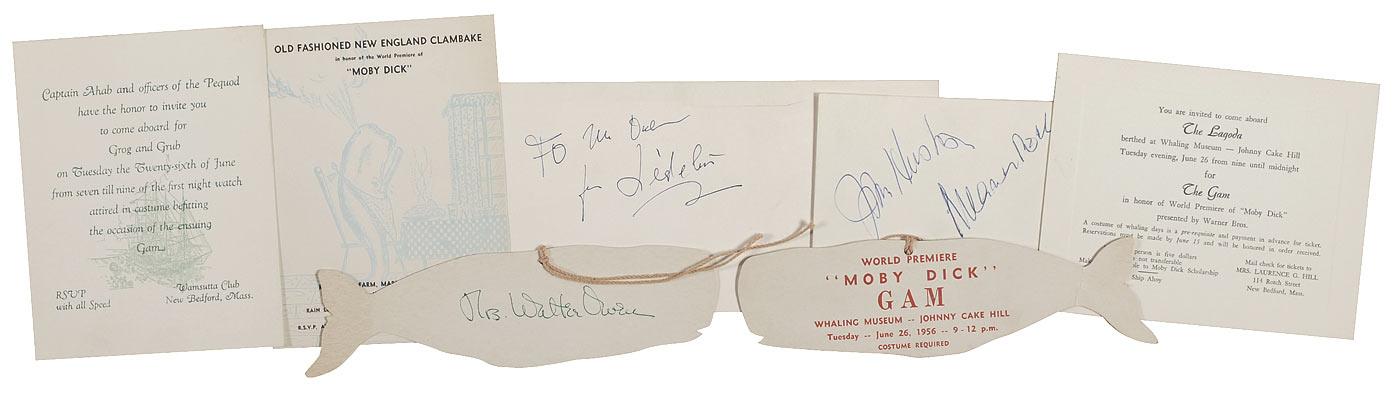 Captain Ahab and officers of the Pequod
have the honor to invite you
to come aboard for
Grog and Grub
on Tuesday the Twenty-sixth of June
from seven till nine of the first night watch
attired in costume befitting
the occasion of the ensuing
Gam
RSVP
with all Speed
Wamsutta Club
New Bedford, Mass.
OLD FASHIONED NEW ENGLAND CLAMBAKE
in honor of the World Premiere of
"MOBY DICK"
FARM,
RAIN
R.S.V.P.
To
for
John Huston
You are invited to come aboard
The Lagoda
berthed at Whaling Museum — Johnny Cake Hill
Tuesday evening, June 26 from nine until midnight
for
The Gam
in honor of World Premiere of "Moby Dick"
presented by Warner Bros.
A costume of whaling days is a pre-requisite and payment in advance for ticket.
Reservations must be made by June 15 and will be honored in order received.
person is five dollars
not transferable
to Moby Dick Scholarship
Ship Ahoy
Mail check for tickets to
MRS. LAURENCE G. HILL
114 Rotch Street
New Bedford, Mass.
Mrs. Walter Owen
WORLD PREMIERE
"MOBY DICK"
GAM
WHALING MUSEUM -- JOHNNY CAKE HILL
Tuesday -- June 26, 1956 -- 9 - 12 p.m.
COSTUME REQUIRED